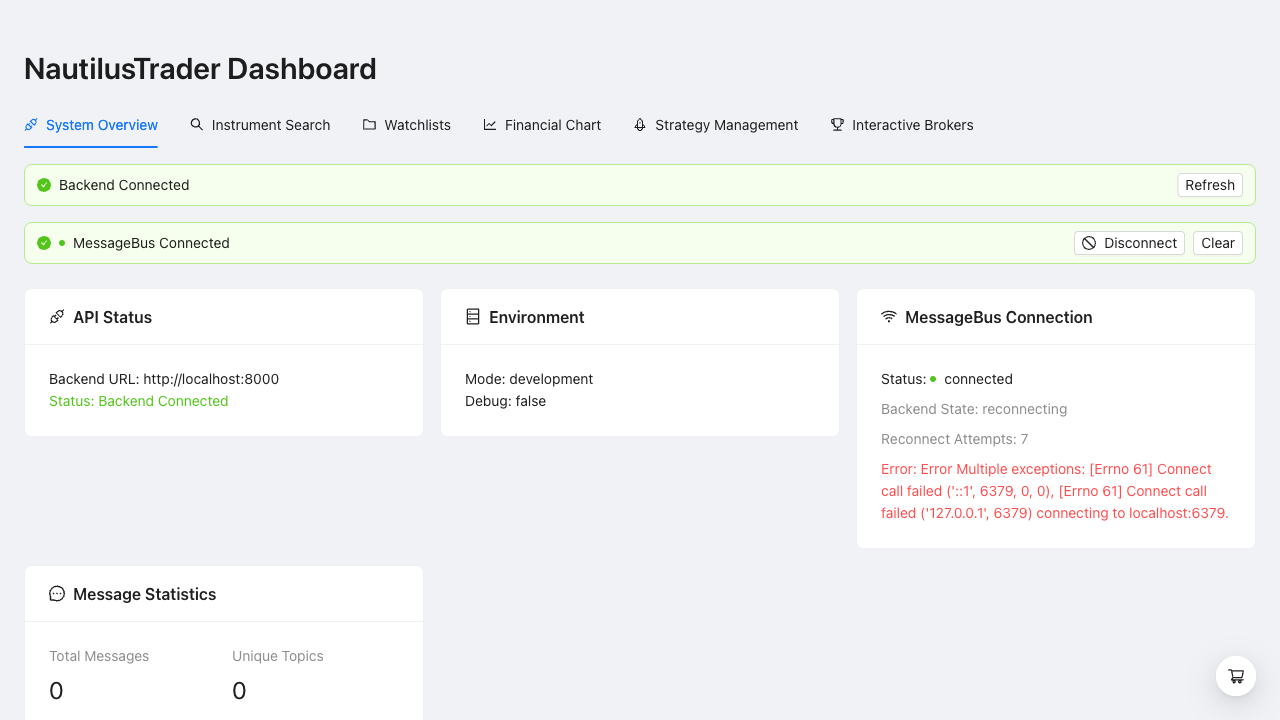 NautilusTrader Dashboard
System Overview
Instrument Search
Watchlists
Financial Chart
Strategy Management
Interactive Brokers
Backend Connected
Refresh
MessageBus Connected
Disconnect
Clear
API Status
Backend URL: http://localhost:8000
Status: Backend Connected
Environment
Mode: development
Debug: false
MessageBus Connection
Status: connected
Backend State: reconnecting
Reconnect Attempts: 7
Error: Error Multiple exceptions: [Errno 61] Connect
call failed ('::1', 6379, 0, 0), [Errno 61] Connect call
failed ('127.0.0.1', 6379) connecting to localhost:6379.
Message Statistics
Total Messages
0
Unique Topics
0